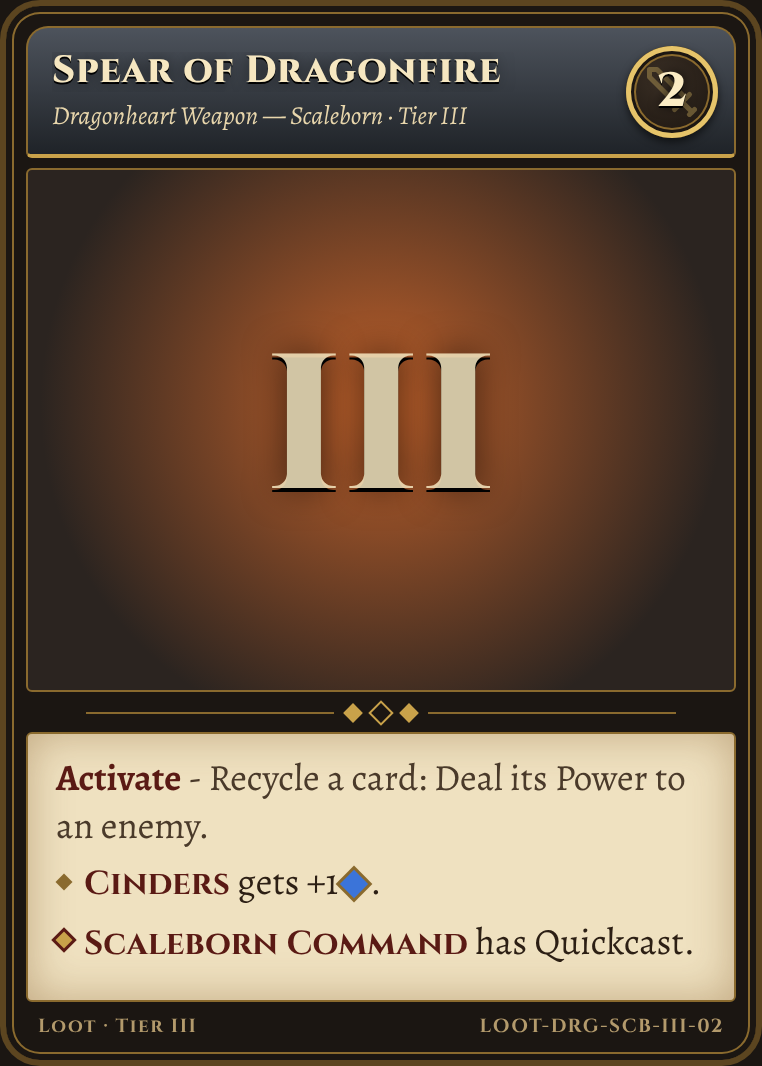 Spear of Dragonfire
Dragonheart Weapon — Scaleborn · Tier III
2
III
Activate - Recycle a card: Deal its Power to
an enemy.
Cinders gets +1.
Scaleborn Command has Quickcast.
Loot · Tier III
LOOT-DRG-SCB-III-02